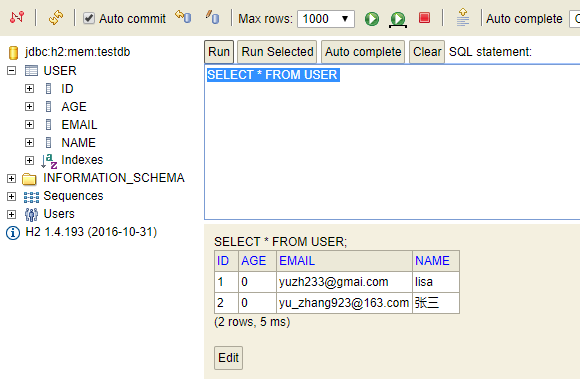 Auto commit Max rows: 1000 Auto complete
jdbc:h2:mem:testdb
USER
ID
AGE
EMAIL
NAME
Indexes
INFORMATION_SCHEMA
Sequences
Users
H2 1.4.193 (2016-10-31)
Run Run Selected Auto complete Clear SQL statement:
SELECT * FROM USER
SELECT * FROM USER;
ID AGE EMAIL NAME
1 0 yuzh233@gmai.com lisa
2 0 yu_zhang923@163.com 张三
(2 rows, 5 ms)
Edit